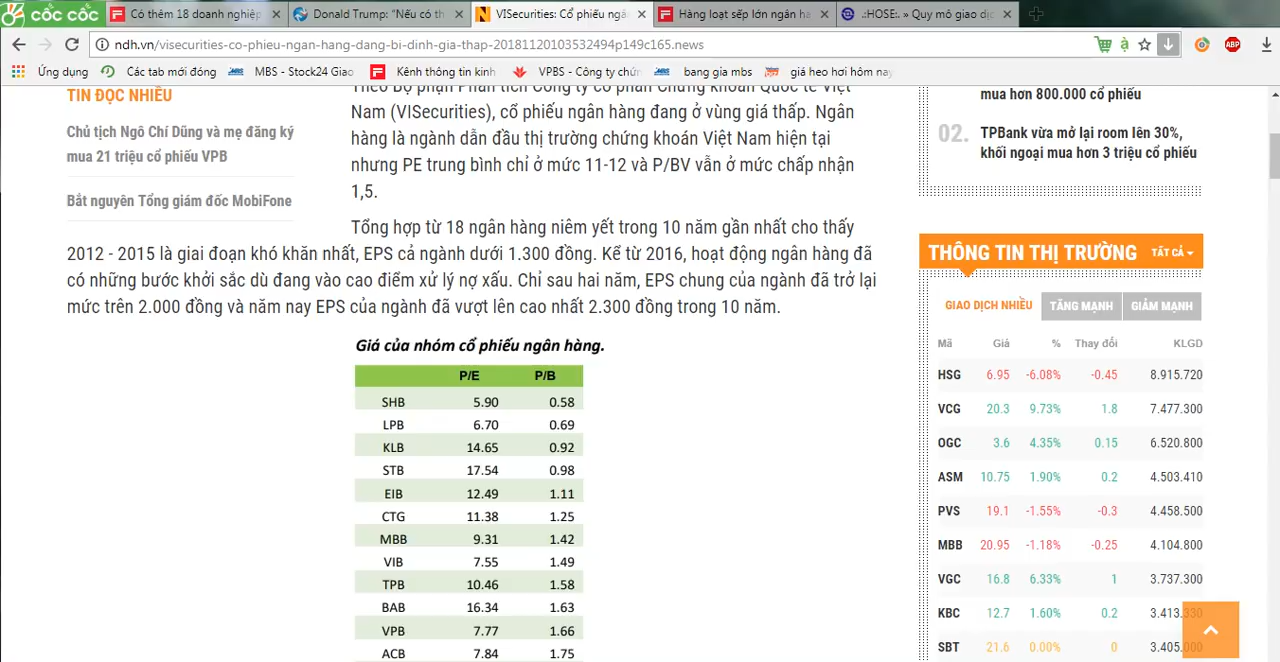 CỐC CỐC
Có thêm 18 doanh nghiệp
Donald Trump: "Nếu có th
VISecurities: Cổ phiếu ngâ
Hàng loạt sếp lớn ngân hà
.:HOSE:. » Quy mô giao dịc
ndh.vn/visecurities-co-phieu-ngan-hang-dang-bi-dinh-gia-thap-20181120103532494p149c165.news
Ứng dụng
Các tab mới đóng
MBS - Stock24 Giao
Kênh thông tin kinh
VPBS - Công ty chứn
bang gia mbs
giá heo hơi hôm nay
TIN ĐỌC NHIỀU
Chủ tịch Ngô Chí Dũng và mẹ đăng ký
mua 21 triệu cổ phiếu VPB
Bắt nguyên Tổng giám đốc MobiFone
Theo Bộ phận Phân tích Công ty cổ phần Chứng khoán Quốc tế Việt
Nam (VISecurities), cổ phiếu ngân hàng đang ở vùng giá thấp. Ngân
hàng là ngành dẫn đầu thị trường chứng khoán Việt Nam hiện tại
nhưng PE trung bình chỉ ở mức 11-12 và P/BV vẫn ở mức chấp nhận
1,5.
Tổng hợp từ 18 ngân hàng niêm yết trong 10 năm gần nhất cho thấy
2012 - 2015 là giai đoạn khó khăn nhất, EPS cả ngành dưới 1.300 đồng. Kể từ 2016, hoạt động ngân hàng đã
có những bước khởi sắc dù đang vào cao điểm xử lý nợ xấu. Chỉ sau hai năm, EPS chung của ngành đã trở lại
mức trên 2.000 đồng và năm nay EPS của ngành đã vượt lên cao nhất 2.300 đồng trong 10 năm.
Giá của nhóm cổ phiếu ngân hàng.
P/E P/B
SHB 5.90 0.58
LPB 6.70 0.69
KLB 14.65 0.92
STB 17.54 0.98
EIB 12.49 1.11
CTG 11.38 1.25
MBB 9.31 1.42
VIB 7.55 1.49
TPB 10.46 1.58
BAB 16.34 1.63
VPB 7.77 1.66
ACB 7.84 1.75
mua hơn 800.000 cổ phiếu
02. TPBank vừa mở lại room lên 30%,
khối ngoại mua hơn 3 triệu cổ phiếu
THÔNG TIN THỊ TRƯỜNG TẤT CẢ
GIAO DỊCH NHIỀU TĂNG MẠNH GIẢM MẠNH
Mã Giá % Thay đổi KLGD
HSG 6.95 -6.08% -0.45 8.915.720
VCG 20.3 9.73% 1.8 7.477.300
OGC 3.6 4.35% 0.15 6.520.800
ASM 10.75 1.90% 0.2 4.503.410
PVS 19.1 -1.55% -0.3 4.458.500
MBB 20.95 -1.18% -0.25 4.104.800
VGC 16.8 6.33% 1 3.737.300
KBC 12.7 1.60% 0.2 3.413.330
SBT 21.6 0.00% 0 3.405.000